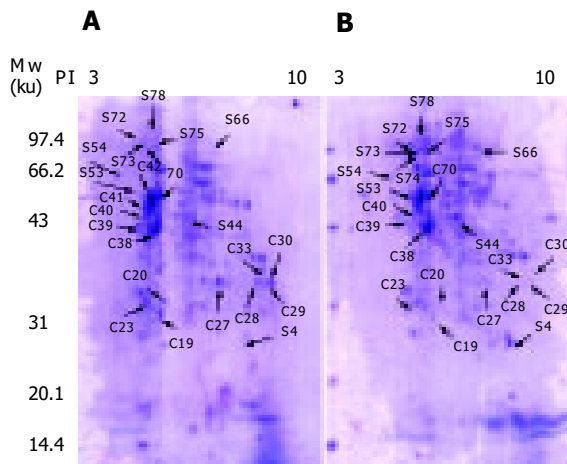 A
B
Mw
(ku)
PI
3
10
3
10
97.4
66.2
43
31
20.1
14.4
S78
S72
S75
S66
S54
S73
C42
S53
70
C41
C40
C39
S44
C38
C33
C30
C20
C23
C27
C28
C29
C19
S4
S78
S72
S75
S73
S66
S54
S74
C70
S53
C40
C39
S44
C38
C33
C30
C23
C20
C27
C28
C29
C19
S4